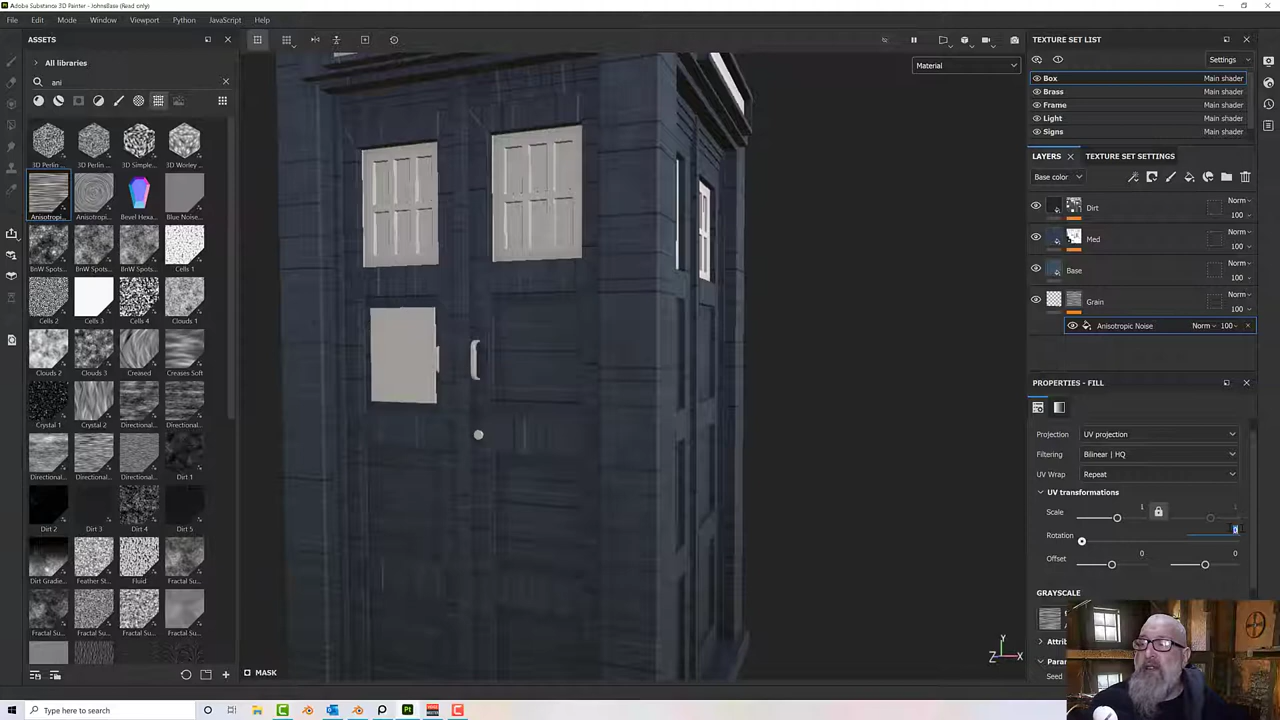 Adobe Substance 3D Painter - JohnsBase (Read only)
File Edit Mode Window Viewport Python JavaScript Help
ASSETS
All libraries
ani
3D Perlin... 3D Perlin... 3D Simple... 3D Worley...
Anisotropi... Anisotropi... Bevel Hexa... Blue Noise...
BnW Spots... BnW Spots... BnW Spots... Cells 1
Cells 2 Cells 3 Cells 4 Clouds 1
Clouds 2 Clouds 3 Creased Creases Soft
Crystal 1 Crystal 2 Directional... Directional...
Directional... Directional... Directional... Dirt 1
Dirt 2 Dirt 3 Dirt 4 Dirt 5
Dirt Gradie... Feather St... Fluid Fractal Su...
Fractal Su... Fractal Su... Fractal Su... Fractal Su...
Material
Y
Z X
MASK
TEXTURE SET LIST
Settings
Box Main shader
Brass Main shader
Frame Main shader
Light Main shader
Signs Main shader
LAYERS TEXTURE SET SETTINGS
Base color
Dirt Norm 100
Med Norm 100
Base Norm 100
Grain Norm 100
Anisotropic Noise Norm 100
PROPERTIES - FILL
Projection UV projection
Filtering Bilinear | HQ
UV Wrap Repeat
UV transformations
Scale 1 1
Rotation 0
Offset 0 0
GRAYSCALE
Attri
Para
Seed
Type here to search